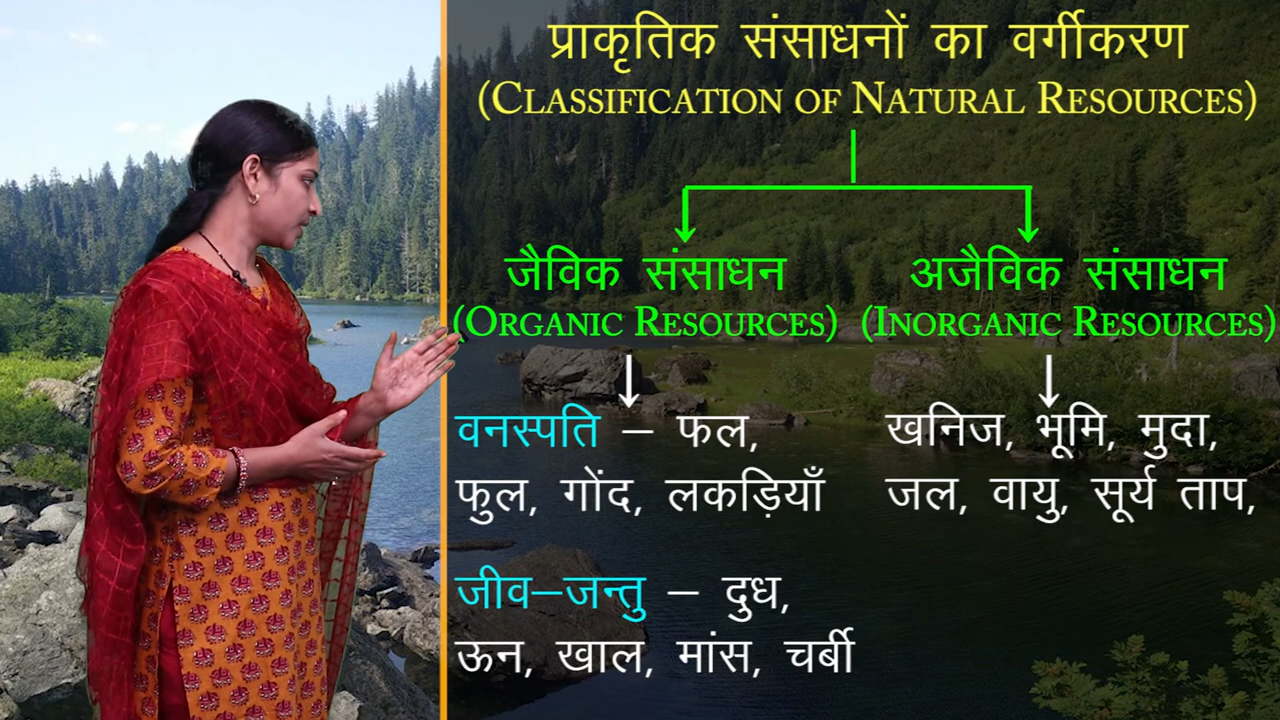 प्राकृतिक संसाधनों का वर्गीकरण
(CLASSIFICATION OF NATURAL RESOURCES)
जैविक संसाधन
(ORGANIC RESOURCES)
वनस्पति – फल,
फुल, गोंद, लकड़ियाँ
जीव–जन्तु – दुध,
ऊन, खाल, मांस, चर्बी
अजैविक संसाधन
(INORGANIC RESOURCES)
खनिज, भूमि, मुदा,
जल, वायु, सूर्य ताप,